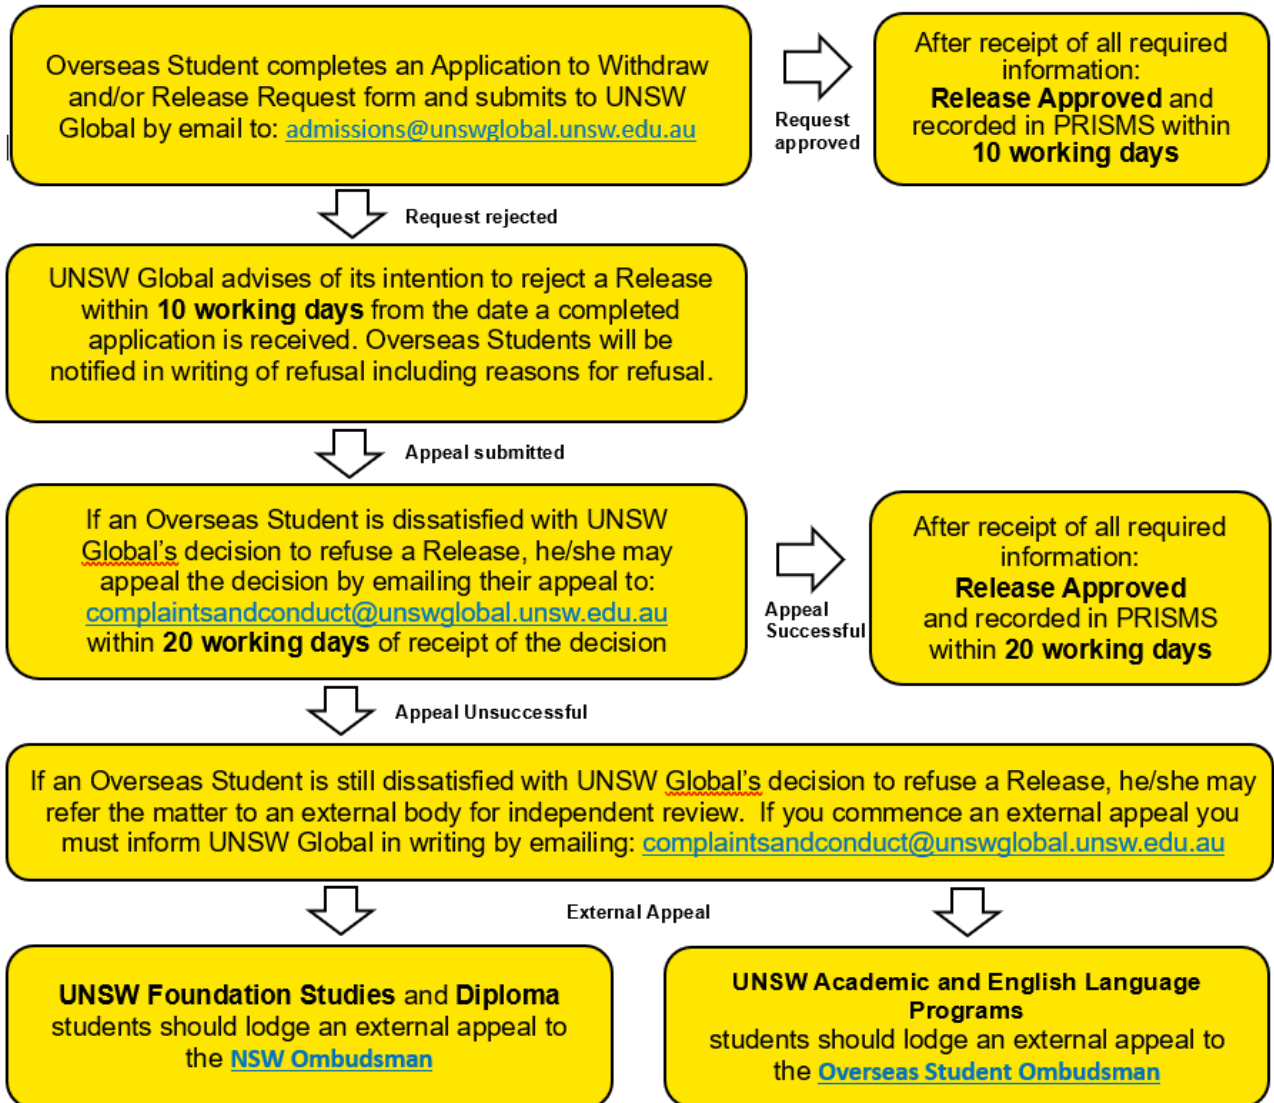 Overseas Student completes an Application to Withdraw
and/or Release Request form and submits to UNSW
Global by email to: admissions@unswglobal.unsw.edu.au
Request
approved
After receipt of all required
information:
Release Approved and
recorded in PRISMS within
10 working days
Request rejected
UNSW Global advises of its intention to reject a Release
within 10 working days from the date a completed
application is received. Overseas Students will be
notified in writing of refusal including reasons for refusal.
Appeal submitted
If an Overseas Student is dissatisfied with UNSW
Global's decision to refuse a Release, he/she may
appeal the decision by emailing their appeal to:
complaintsandconduct@unswglobal.unsw.edu.au
within 20 working days of receipt of the decision
Appeal
Successful
After receipt of all required
information:
Release Approved
and recorded in PRISMS
within 20 working days
Appeal Unsuccessful
If an Overseas Student is still dissatisfied with UNSW Global's decision to refuse a Release, he/she may
refer the matter to an external body for independent review.  If you commence an external appeal you
must inform UNSW Global in writing by emailing: complaintsandconduct@unswglobal.unsw.edu.au
External Appeal
UNSW Foundation Studies and Diploma
students should lodge an external appeal to
the NSW Ombudsman
UNSW Academic and English Language
Programs
students should lodge an external appeal to
the Overseas Student Ombudsman